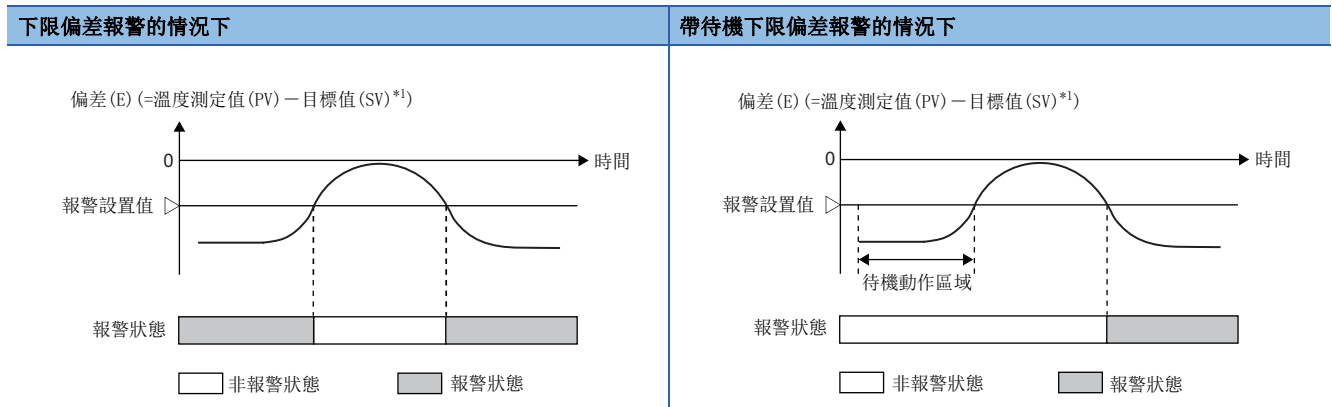 下限偏差報警的情況下
偏差(E)(=溫度測定值(PV)－目標值(SV)*1)
0
時間
報警設置值
報警狀態
非報警狀態
報警狀態
帶待機下限偏差報警的情況下
偏差(E)(=溫度測定值(PV)－目標值(SV)*1)
0
時間
報警設置值
待機動作區域
報警狀態
非報警狀態
報警狀態